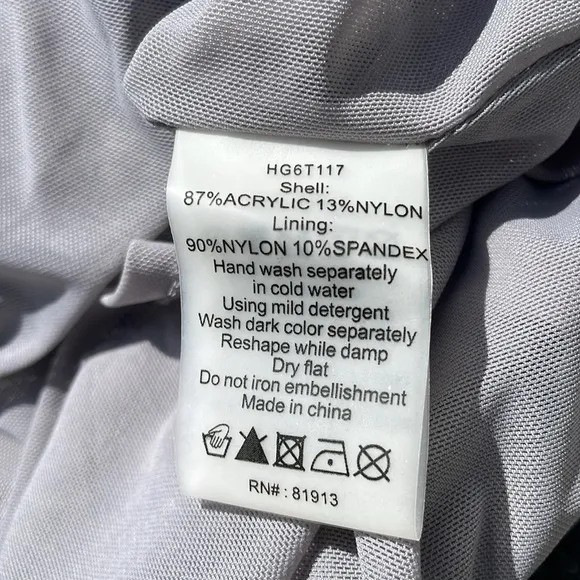 HG6T117
Shell:
87%ACRYLIC 13%NYLON
Lining:
90%NYLON 10%SPANDEX
Hand wash separately
in cold water
Using mild detergent
Wash dark color separately
Reshape while damp
Dry flat
Do not iron embellishment
Made in china
RN#: 81913